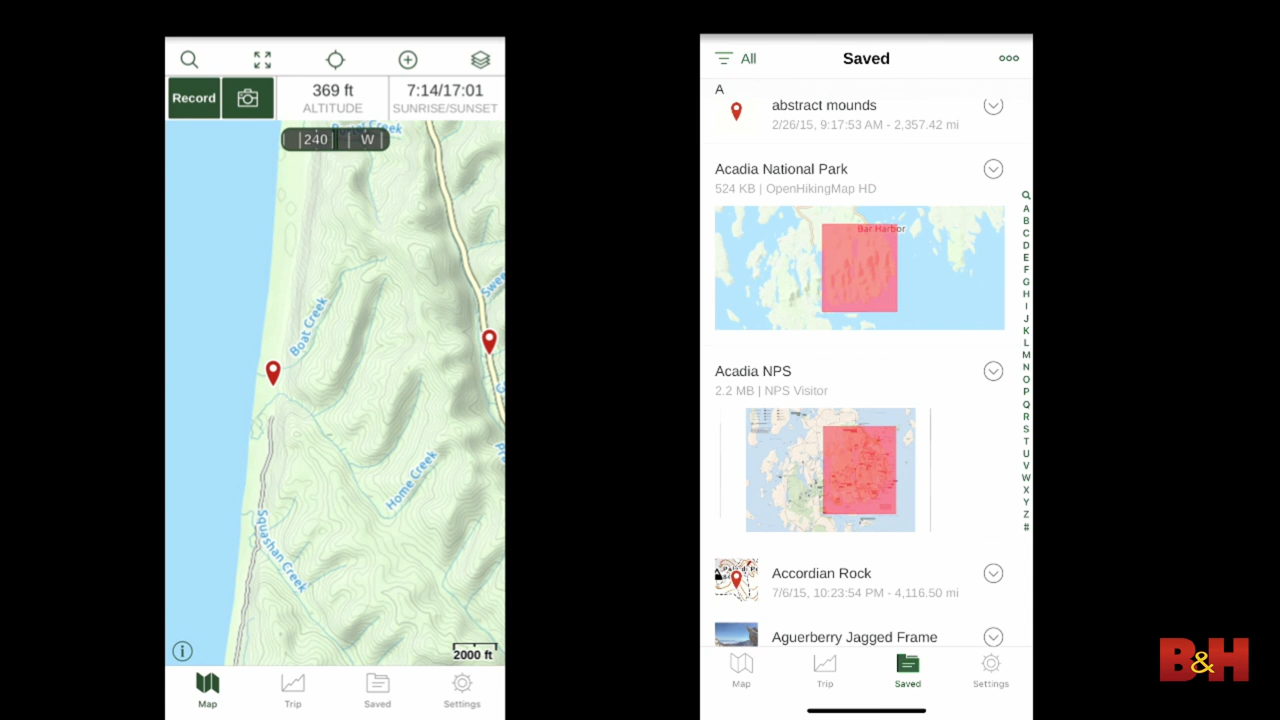 Record
369 ft
ALTITUDE
7:14/17:01
SUNRISE/SUNSET
Creek
240 W
Boat Creek
Home Creek
Squashan Creek
2000 ft
Map
Trip
Saved
Settings
All
Saved
A
abstract mounds
2/26/15, 9:17:53 AM - 2,357.42 mi
Acadia National Park
524 KB | OpenHikingMap HD
Bar Harbor
Acadia NPS
2.2 MB | NPS Visitor
Accordian Rock
7/6/15, 10:23:54 PM - 4,116.50 mi
Aguerberry Jagged Frame
A
B
C
D
E
F
G
H
I
J
K
L
M
N
O
P
Q
R
S
T
U
V
W
X
Y
Z
#
Map
Trip
Saved
Settings
B&H